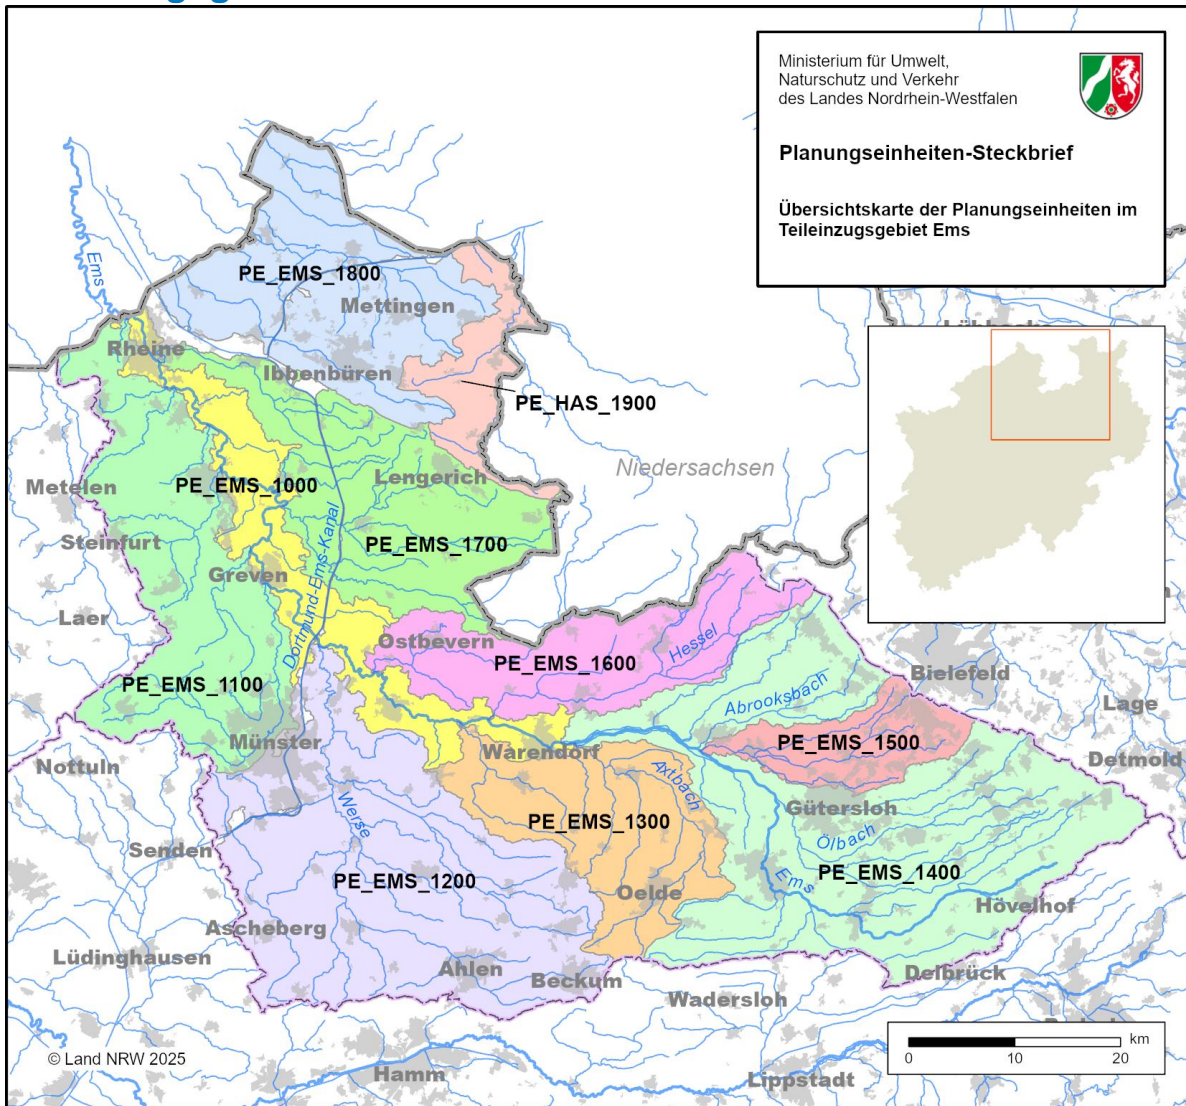 Ministerium für Umwelt,
Naturschutz und Verkehr
des Landes Nordrhein-Westfalen
Planungseinheiten-Steckbrief
Übersichtskarte der Planungseinheiten im
Teileinzugsgebiet Ems
Ems
PE_EMS_1800
Mettingen
Rheine
Ibbenbüren
PE_HAS_1900
Niedersachsen
Lengerich
Metelen
PE_EMS_1000
Steinfurt
PE_EMS_1700
Dortmund-Ems-Kanal
Greven
Laer
Ostbevern
PE_EMS_1600
Hessel
Bielefeld
PE_EMS_1100
Abrooksbach
Lage
Münster
Warendorf
PE_EMS_1500
Detmold
Nottuln
Axtbach
Gütersloh
Werse
PE_EMS_1300
Ölbach
Senden
PE_EMS_1200
Oelde
Ems
PE_EMS_1400
Hövelhof
Ascheberg
Lüdinghausen
Ahlen
Beckum
Delbrück
Wadersloh
© Land NRW 2025
Hamm
Lippstadt
km
0 10 20